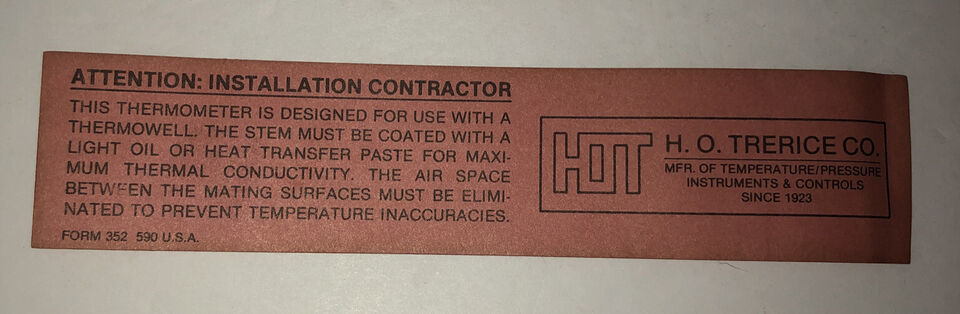 ATTENTION: INSTALLATION CONTRACTOR
THIS THERMOMETER IS DESIGNED FOR USE WITH A
THERMOWELL. THE STEM MUST BE COATED WITH A
LIGHT OIL OR HEAT TRANSFER PASTE FOR MAXI-
MUM THERMAL CONDUCTIVITY. THE AIR SPACE
BETWEEN THE MATING SURFACES MUST BE ELIMI-
NATED TO PREVENT TEMPERATURE INACCURACIES.
FORM 352 590 U.S.A.
HOT
H. O. TRERICE CO.
MFR. OF TEMPERATURE/PRESSURE
INSTRUMENTS & CONTROLS
SINCE 1923